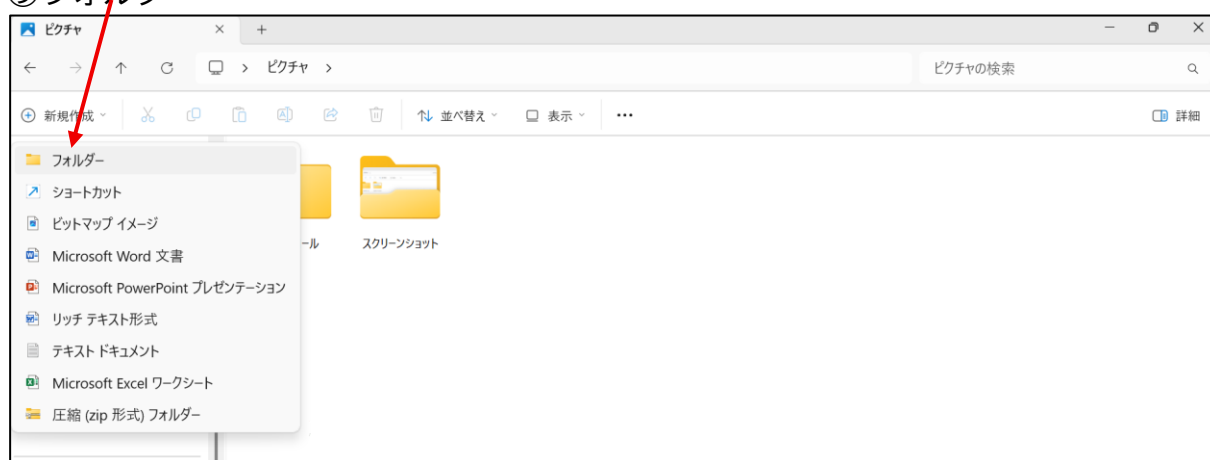 フォルダー
ピクチャ
ピクチャ
ピクチャの検索
新規作成
並べ替え
表示
詳細
フォルダー
ショートカット
ビットマップ イメージ
Microsoft Word 文書
ール
スクリーンショット
Microsoft PowerPoint プレゼンテーション
リッチ テキスト形式
テキスト ドキュメント
Microsoft Excel ワークシート
圧縮 (zip 形式) フォルダー